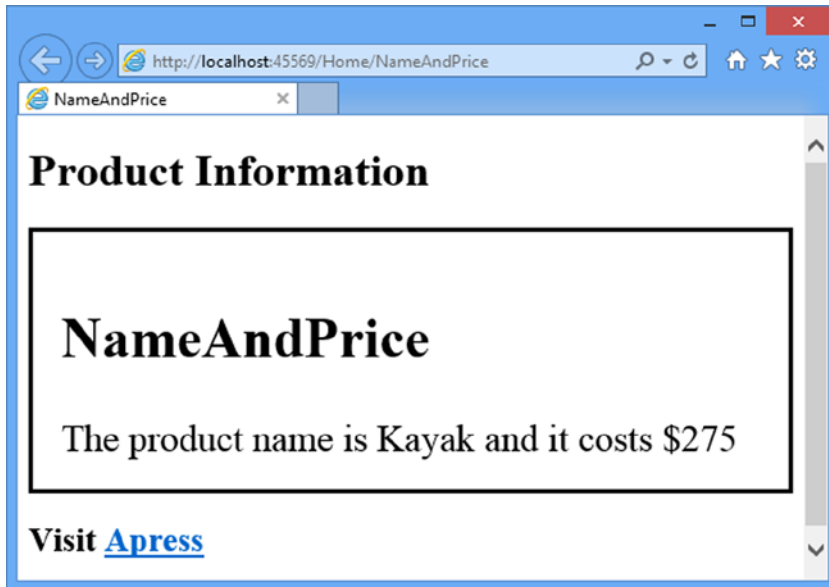 http://localhost:45569/Home/NameAndPrice
NameAndPrice
Product Information
NameAndPrice
The product name is Kayak and it costs $275
Visit Apress